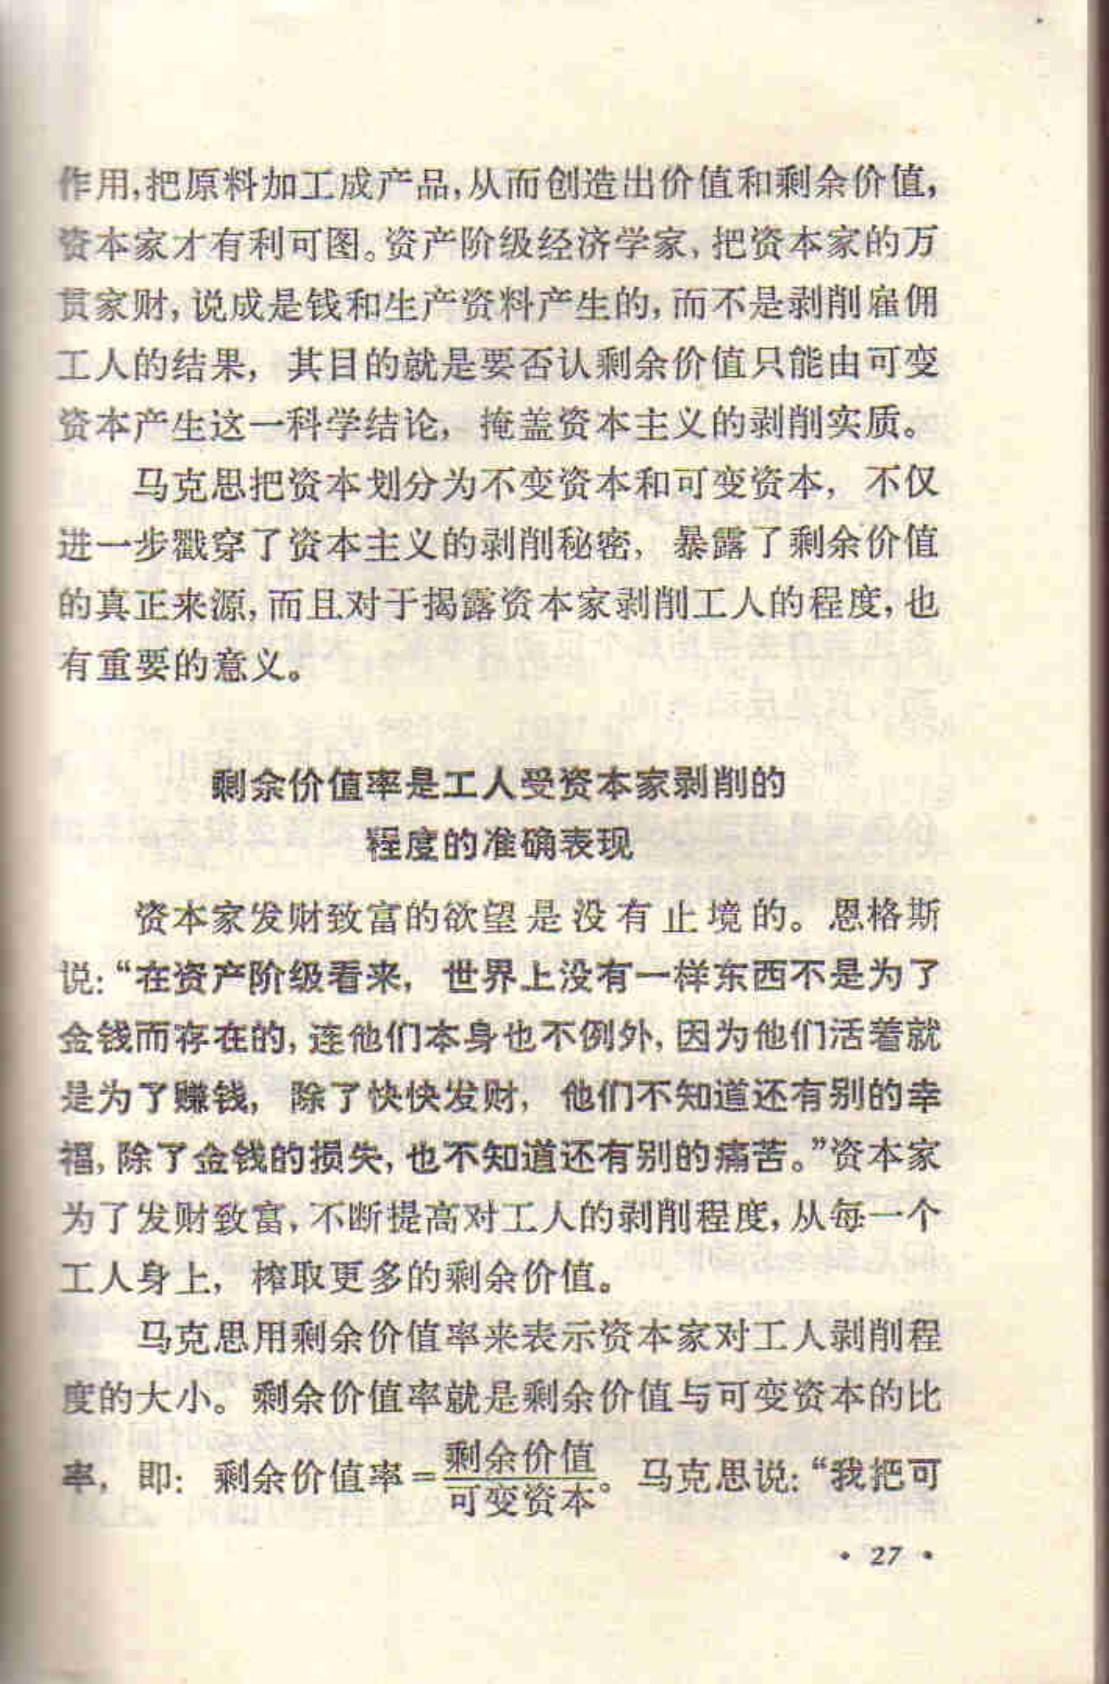 作用,把原料加工成产品,从而创造出价值和剩余价值,
资本家才有利可图。资产阶级经济学家,把资本家的万
贯家财,说成是钱和生产资料产生的,而不是剥削雇佣
工人的结果,其目的就是要否认剩余价值只能由可变
资本产生这一科学结论,掩盖资本主义的剥削实质。
马克思把资本划分为不变资本和可变资本,不仅
进一步戳穿了资本主义的剥削秘密,暴露了剩余价值
的真正来源,而且对于揭露资本家剥削工人的程度,也
有重要的意义。
剩余价值率是工人受资本家剥削的
程度的准确表现
资本家发财致富的欲望是没有止境的。恩格斯
说:“在资产阶级看来,世界上没有一样东西不是为了
金钱而存在的,连他们本身也不例外,因为他们活着就
是为了赚钱,除了快快发财,他们不知道还有别的幸
福,除了金钱的损失,也不知道还有别的痛苦。”资本家
为了发财致富,不断提高对工人的剥削程度,从每一个
工人身上,榨取更多的剩余价值。
马克思用剩余价值率来表示资本家对工人剥削程
度的大小。剩余价值率就是剩余价值与可变资本的比
率,即:剩余价值率=剩余价值/可变资本。马克思说:“我把可
• 27 •